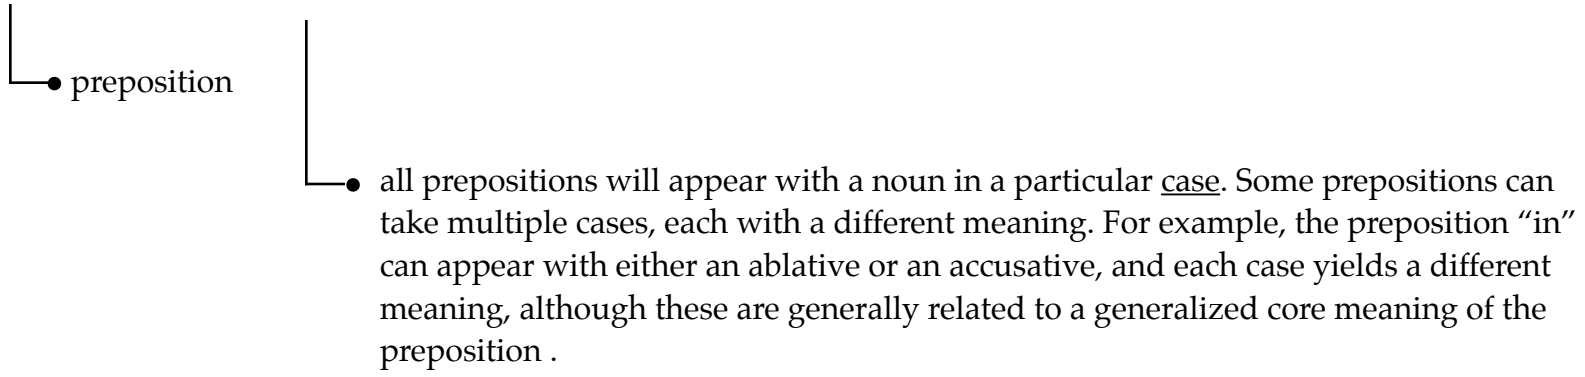 preposition
all prepositions will appear with a noun in a particular case. Some prepositions can
take multiple cases, each with a different meaning. For example, the preposition “in”
can appear with either an ablative or an accusative, and each case yields a different
meaning, although these are generally related to a generalized core meaning of the
preposition .